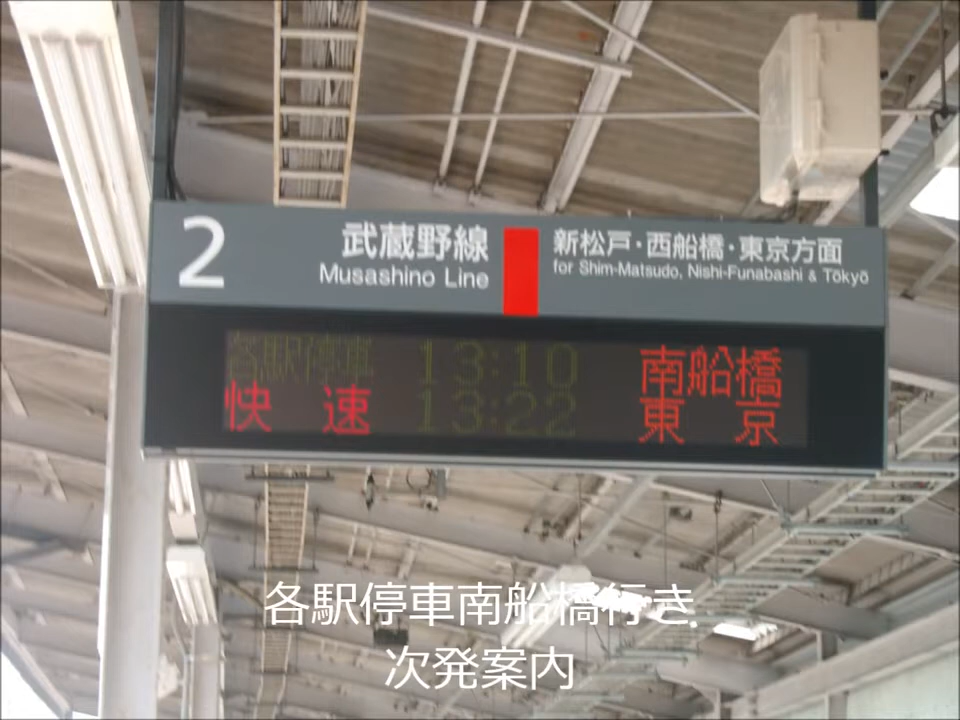 2 武蔵野線 新松戸・西船橋・東京方面
Musashino Line for Shim-Matsudo, Nishi-Funabashi & Tōkyō
各駅停車 13:10 南船橋
快速 13:22 東京
各駅停車南船橋行き
次発案内